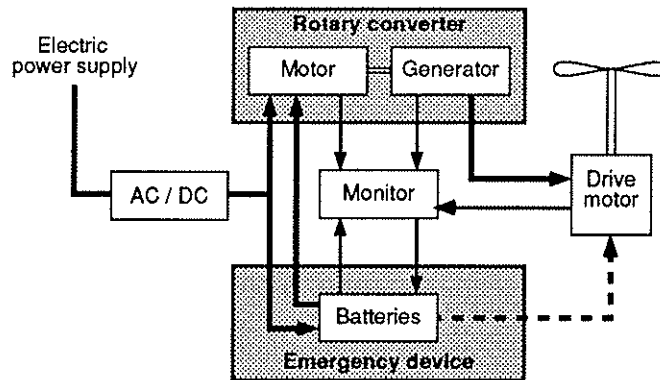 Rotary converter
Electric
power supply
Motor
Generator
AC / DC
Monitor
Drive
motor
Batteries
Emergency device